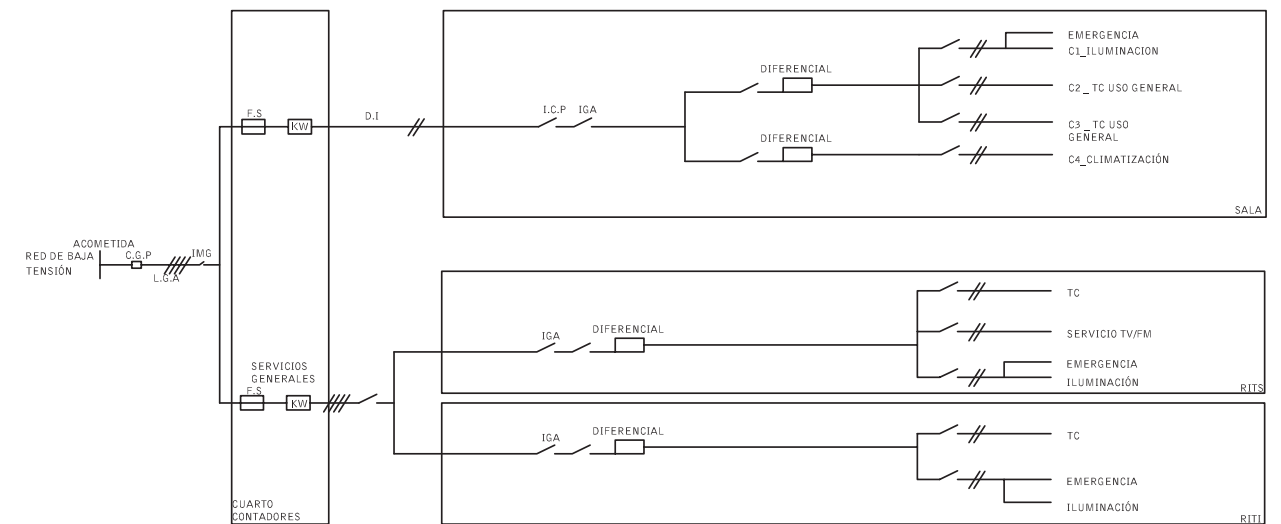 EMERGENCIA
C1_ILUMINACION
DIFERENCIAL
C2_ TC USO GENERAL
F.S
KW
D.I
I.C.P
IGA
C3 _ TC USO
GENERAL
DIFERENCIAL
C4_CLIMATIZACIÓN
SALA
ACOMETIDA
RED DE BAJA
TENSIÓN
C.G.P
L.G.A
IMG
TC
IGA
DIFERENCIAL
SERVICIO TV/FM
EMERGENCIA
ILUMINACIÓN
RITS
SERVICIOS
GENERALES
F.S
KW
IGA
DIFERENCIAL
TC
EMERGENCIA
ILUMINACIÓN
RITI
CUARTO
CONTADORES